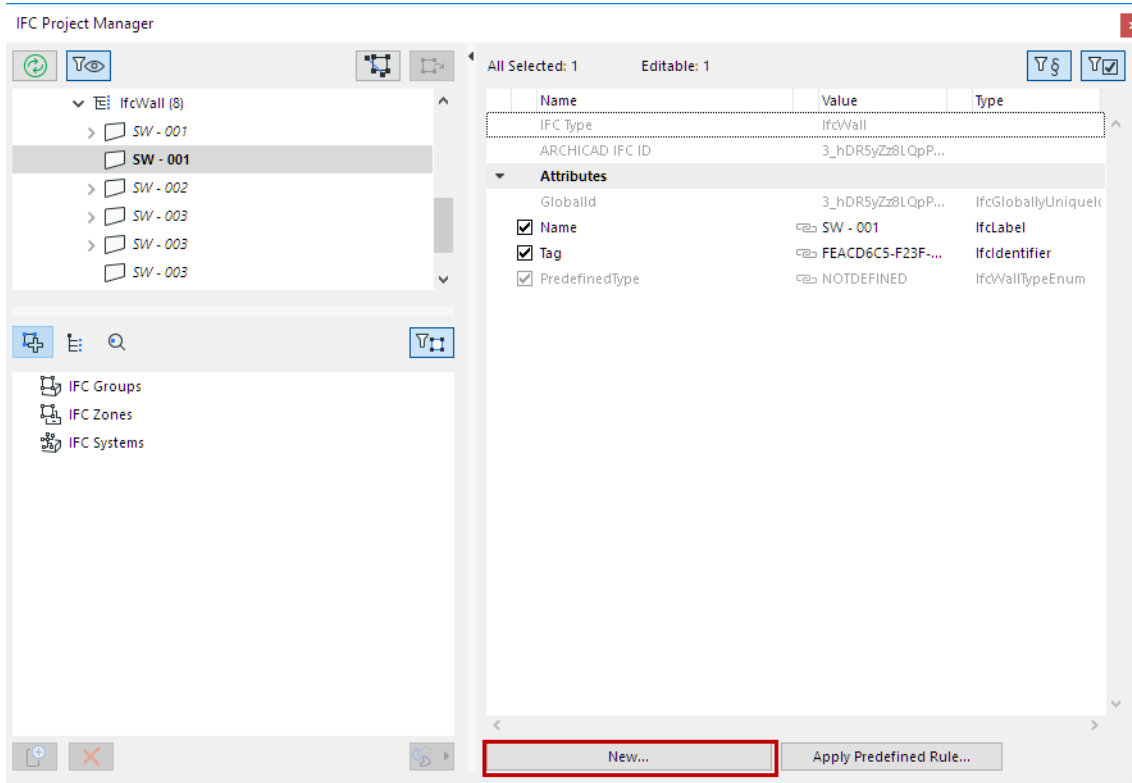 IFC Project Manager
All Selected: 1 Editable: 1
IfcWall (8)
SW - 001
SW - 001
SW - 002
SW - 003
SW - 003
SW - 003
IFC Groups
IFC Zones
IFC Systems
Name Value Type
IFC Type IfcWall
ARCHICAD IFC ID 3_hDR5yZz8LQpP...
Attributes
GlobalId 3_hDR5yZz8LQpP... IfcGloballyUniqueId
Name SW - 001 IfcLabel
Tag FEACD6C5-F23F-... IfcIdentifier
PredefinedType NOTDEFINED IfcWallTypeEnum
New... Apply Predefined Rule...